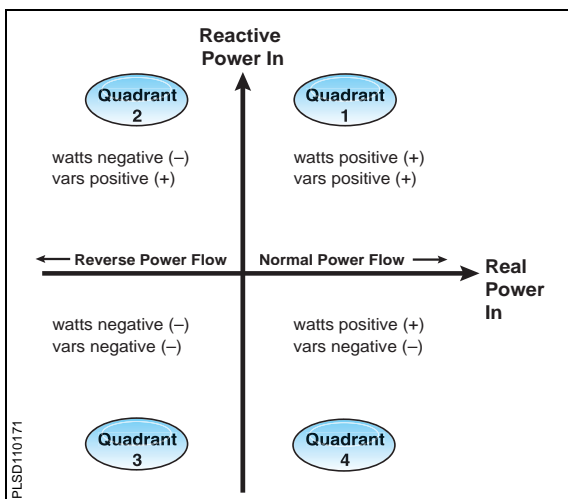 Reactive
Power In
Quadrant
2
Quadrant
1
watts negative (–)
vars positive (+)
watts positive (+)
vars positive (+)
Reverse Power Flow
Normal Power Flow
Real
Power
In
watts negative (–)
vars negative (–)
watts positive (+)
vars negative (–)
Quadrant
3
Quadrant
4
PLSD110171